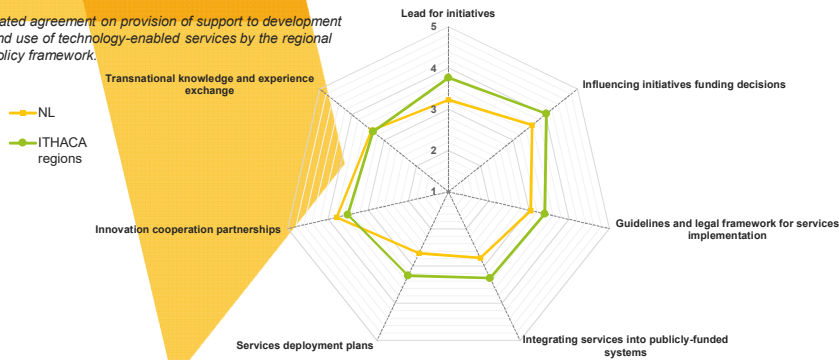 ated agreement on provision of support to development
nd use of technology-enabled services by the regional
olicy framework.
Lead for initiatives
5
Transnational knowledge and experience
exchange
4
Influencing initiatives funding decisions
NL
3
ITHACA
regions
2
1
Innovation cooperation partnerships
Guidelines and legal framework for services
implementation
Services deployment plans
Integrating services into publicly-funded
systems